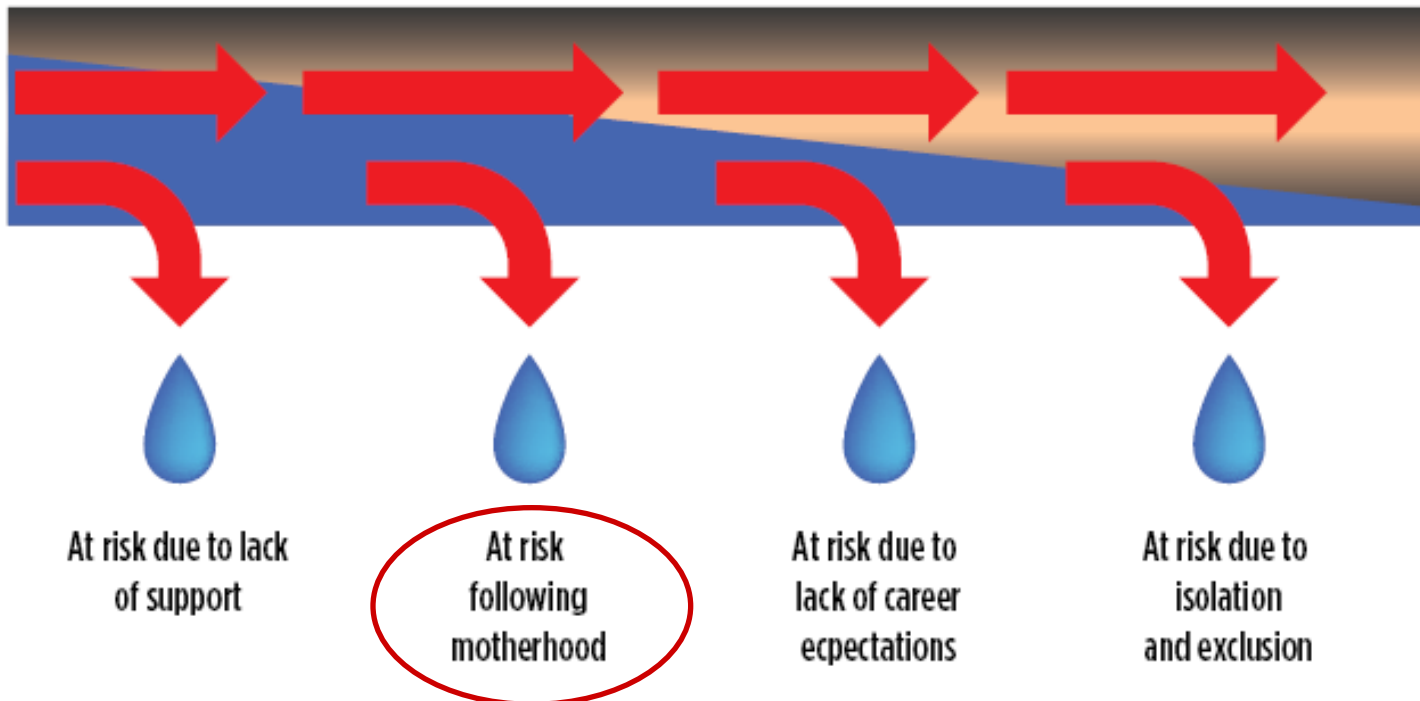 At risk due to lack
of support
At risk
following
motherhood
At risk due to
lack of career
ecpectations
At risk due to
isolation
and exclusion